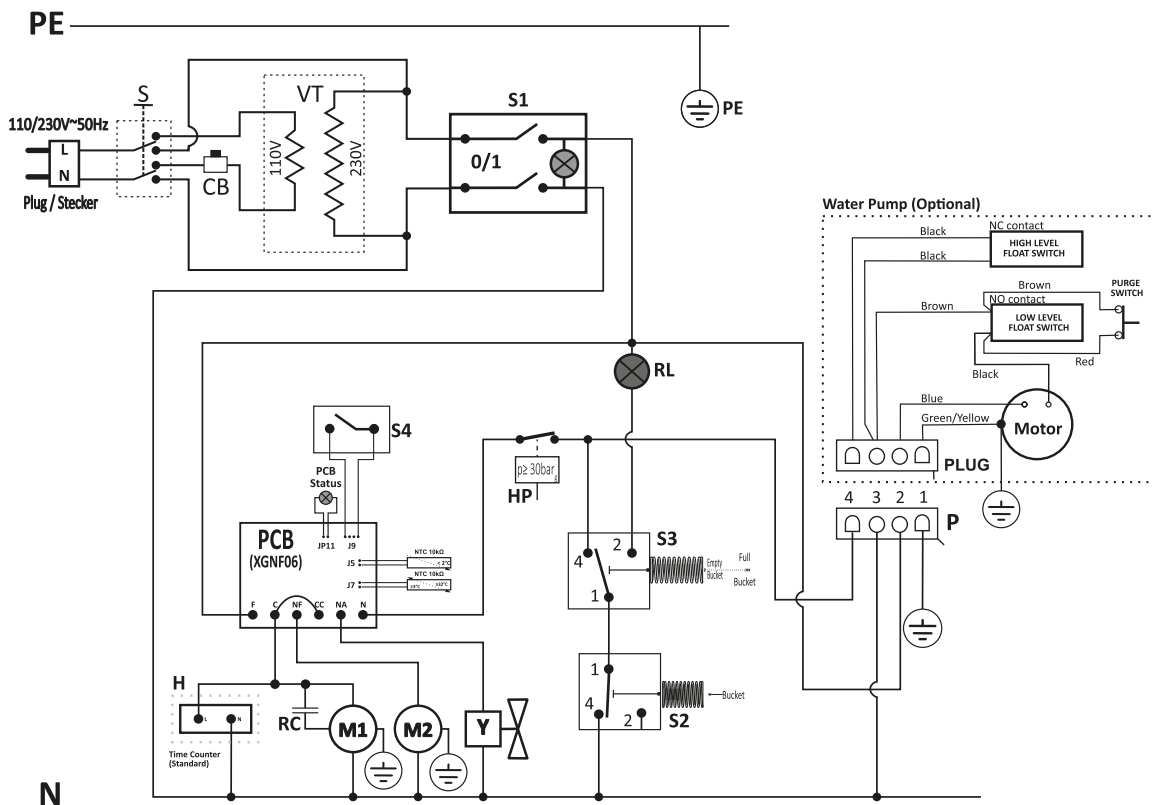 PE
PE
S
VT
S1
110/230V~50Hz
L
N
Plug / Stecker
CB
110V
230V
0/1
Water Pump (Optional)
Black
NC contact
HIGH LEVEL
FLOAT SWITCH
Black
Brown
PURGE
SWITCH
NO contact
Brown
LOW LEVEL
FLOAT SWITCH
Red
Black
RL
Blue
Green/Yellow
Motor
S4
PLUG
PCB
Status
p≥ 30bar
HP
4 3 2 1
P
PCB
(XGNF06)
JP11 J9
J5
NTC 10kΩ
< 2°C
J7
NTC 10kΩ
F C NF CC NA N
S3
4
2
1
Empty
Bucket
Full
Bucket
1
4
2
Bucket
S2
H
L
N
Time Counter
(Standard)
RC
M1
M2
Y
N